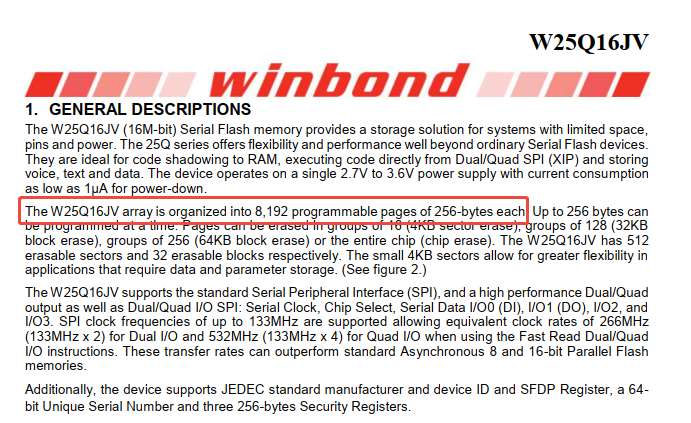 W25Q16JV
winbond
1. GENERAL DESCRIPTIONS
The W25Q16JV (16M-bit) Serial Flash memory provides a storage solution for systems with limited space,
pins and power. The 25Q series offers flexibility and performance well beyond ordinary Serial Flash devices.
They are ideal for code shadowing to RAM, executing code directly from Dual/Quad SPI (XIP) and storing
voice, text and data. The device operates on a single 2.7V to 3.6V power supply with current consumption
as low as 1µA for power-down.
The W25Q16JV array is organized into 8,192 programmable pages of 256-bytes each. Up to 256 bytes can
be programmed at a time. Pages can be erased in groups of 16 (4KB sector erase), groups of 128 (32KB
block erase), groups of 256 (64KB block erase) or the entire chip (chip erase). The W25Q16JV has 512
erasable sectors and 32 erasable blocks respectively. The small 4KB sectors allow for greater flexibility in
applications that require data and parameter storage. (See figure 2.)
The W25Q16JV supports the standard Serial Peripheral Interface (SPI), and a high performance Dual/Quad
output as well as Dual/Quad I/O SPI: Serial Clock, Chip Select, Serial Data I/O0 (DI), I/O1 (DO), I/O2, and
I/O3. SPI clock frequencies of up to 133MHz are supported allowing equivalent clock rates of 266MHz
(133MHz x 2) for Dual I/O and 532MHz (133MHz x 4) for Quad I/O when using the Fast Read Dual/Quad
I/O instructions. These transfer rates can outperform standard Asynchronous 8 and 16-bit Parallel Flash
memories.
Additionally, the device supports JEDEC standard manufacturer and device ID and SFDP Register, a 64-
bit Unique Serial Number and three 256-bytes Security Registers.